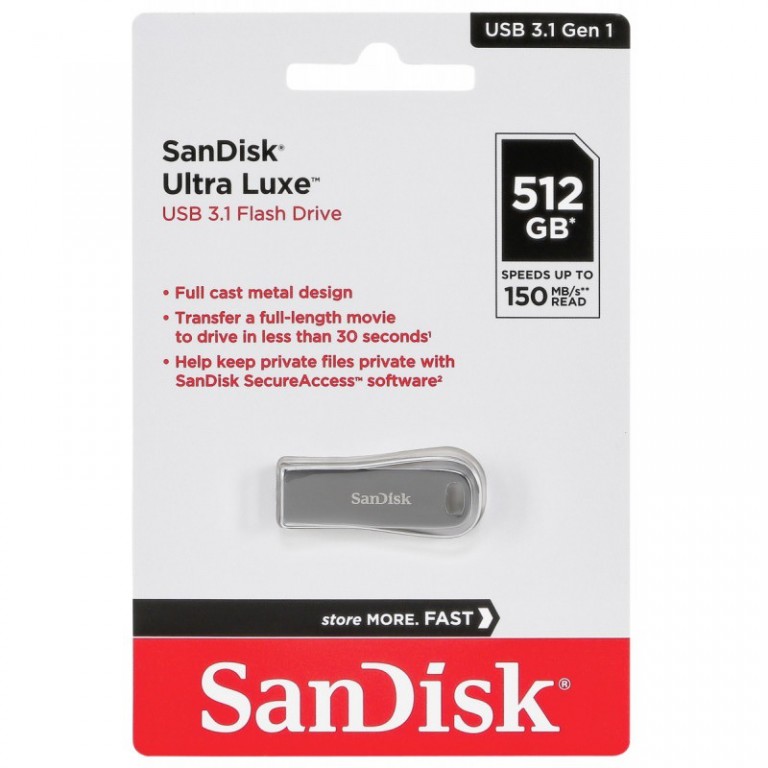 USB 3.1 Gen 1
SanDisk®
Ultra Luxe™
USB 3.1 Flash Drive
512
GB*
SPEEDS UP TO
150 MB/s** READ
• Full cast metal design
• Transfer a full-length movie
to drive in less than 30 seconds¹
• Help keep private files private with
SanDisk SecureAccess™ software²
SanDisk
store MORE. FAST
SanDisk®